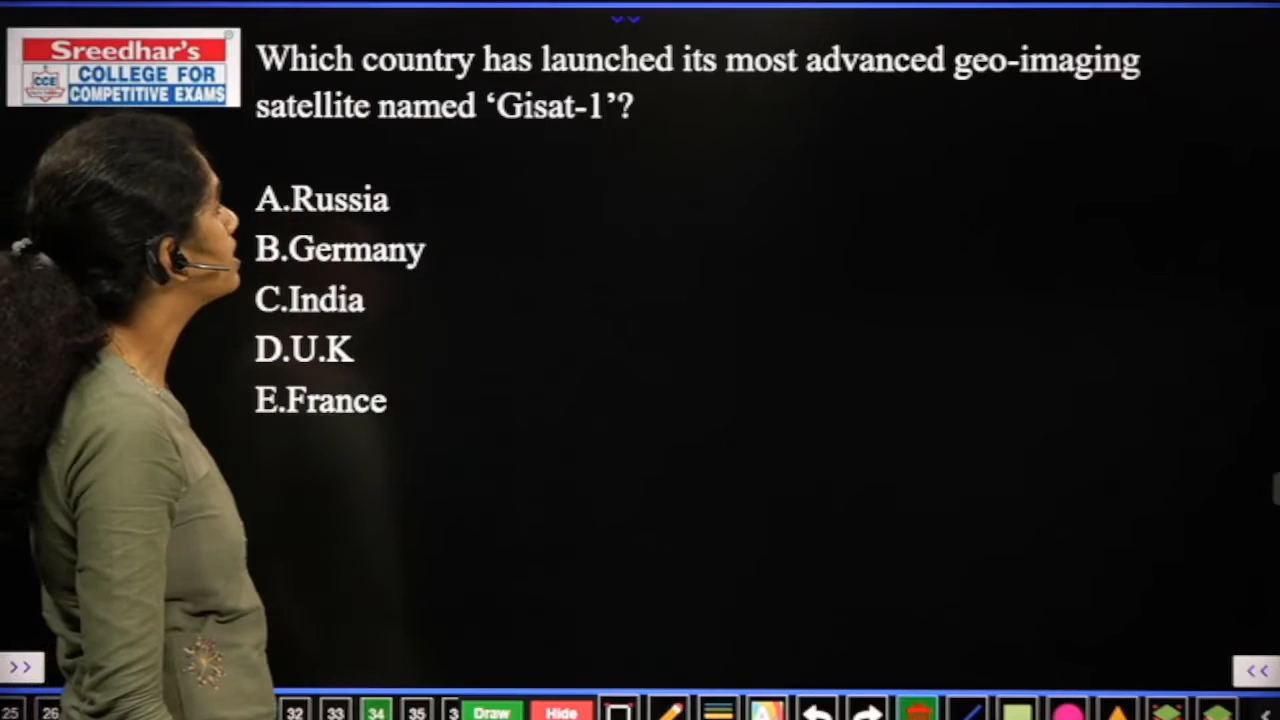 Sreedhar's
CCE
COLLEGE FOR
COMPETITIVE EXAMS
Which country has launched its most advanced geo-imaging
satellite named ‘Gisat-1’?
A.Russia
B.Germany
C.India
D.U.K
E.France
>>
<<
25 26 32 33 34 35 3 Draw Hide